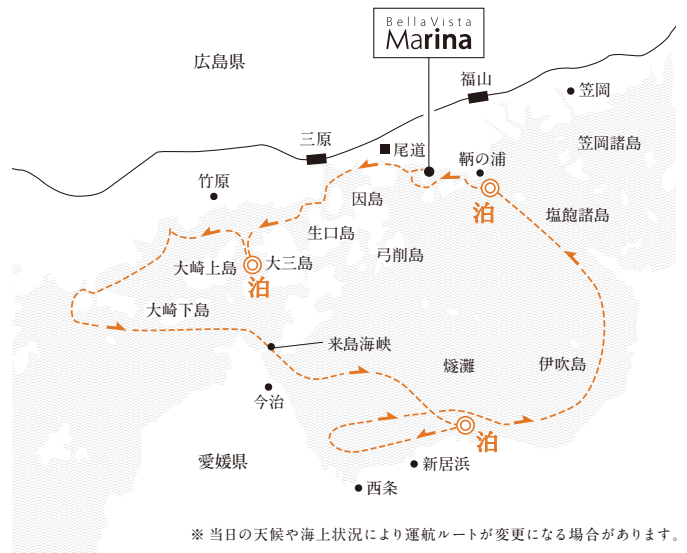 BellaVista
Marina
広島県
福山
笠岡
三原
尾道
笠岡諸島
鞆の浦
竹原
因島
泊
塩飽諸島
生口島
弓削島
大崎上島
大三島
泊
大崎下島
来島海峡
燧灘
伊吹島
今治
泊
愛媛県
新居浜
西条
※ 当日の天候や海上状況により運航ルートが変更になる場合があります。